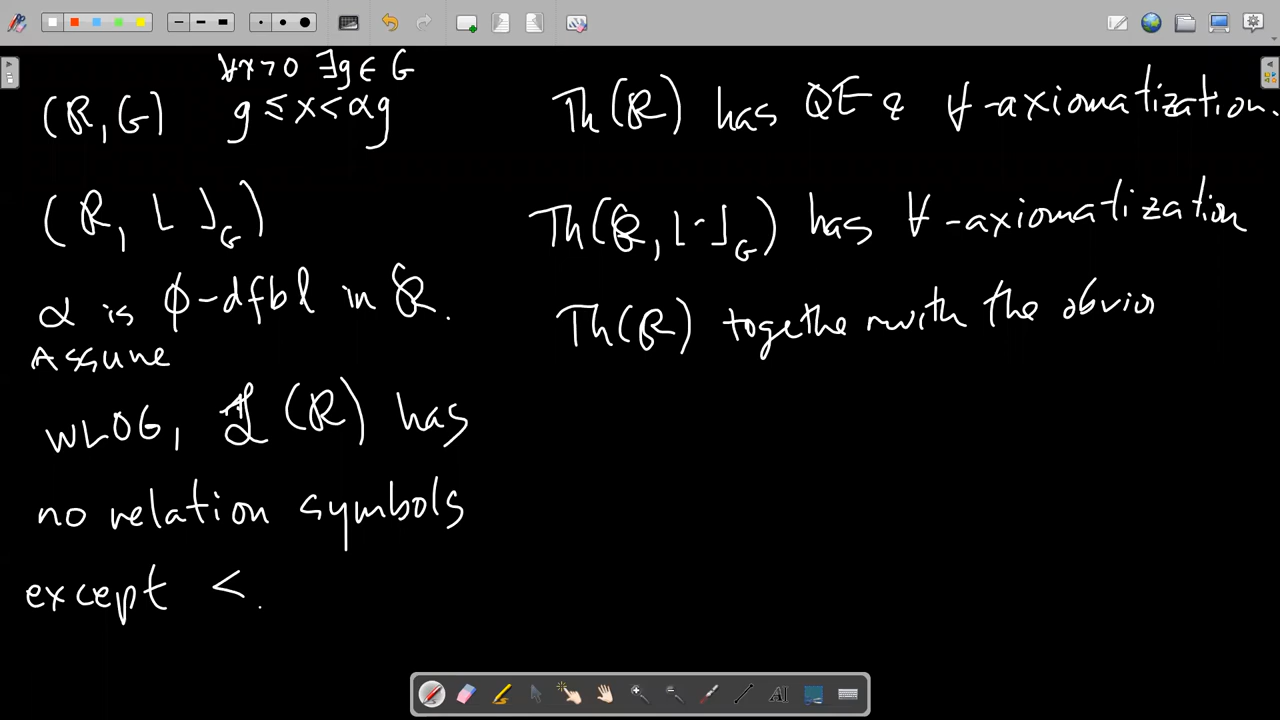 ∀x>0 ∃g∈G
(ℝ, G) g ≤ x < αg
(ℝ, ⌊ ⌋_G)
α is ∅-dfbl in ℝ.
Assume
WLOG, ℒ(ℝ) has
no relation symbols
except <.
Th(ℝ) has QE & ∀-axiomatization.
Th(ℝ, ⌊·⌋_G) has ∀-axiomatization
Th(ℝ) together with the obvio